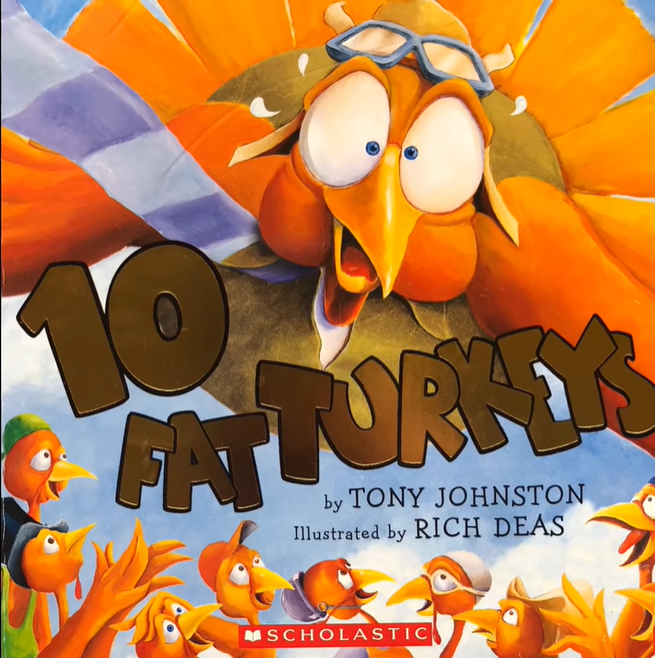 10
FAT TURKEYS
by TONY JOHNSTON
Illustrated by RICH DEAS
SCHOLASTIC